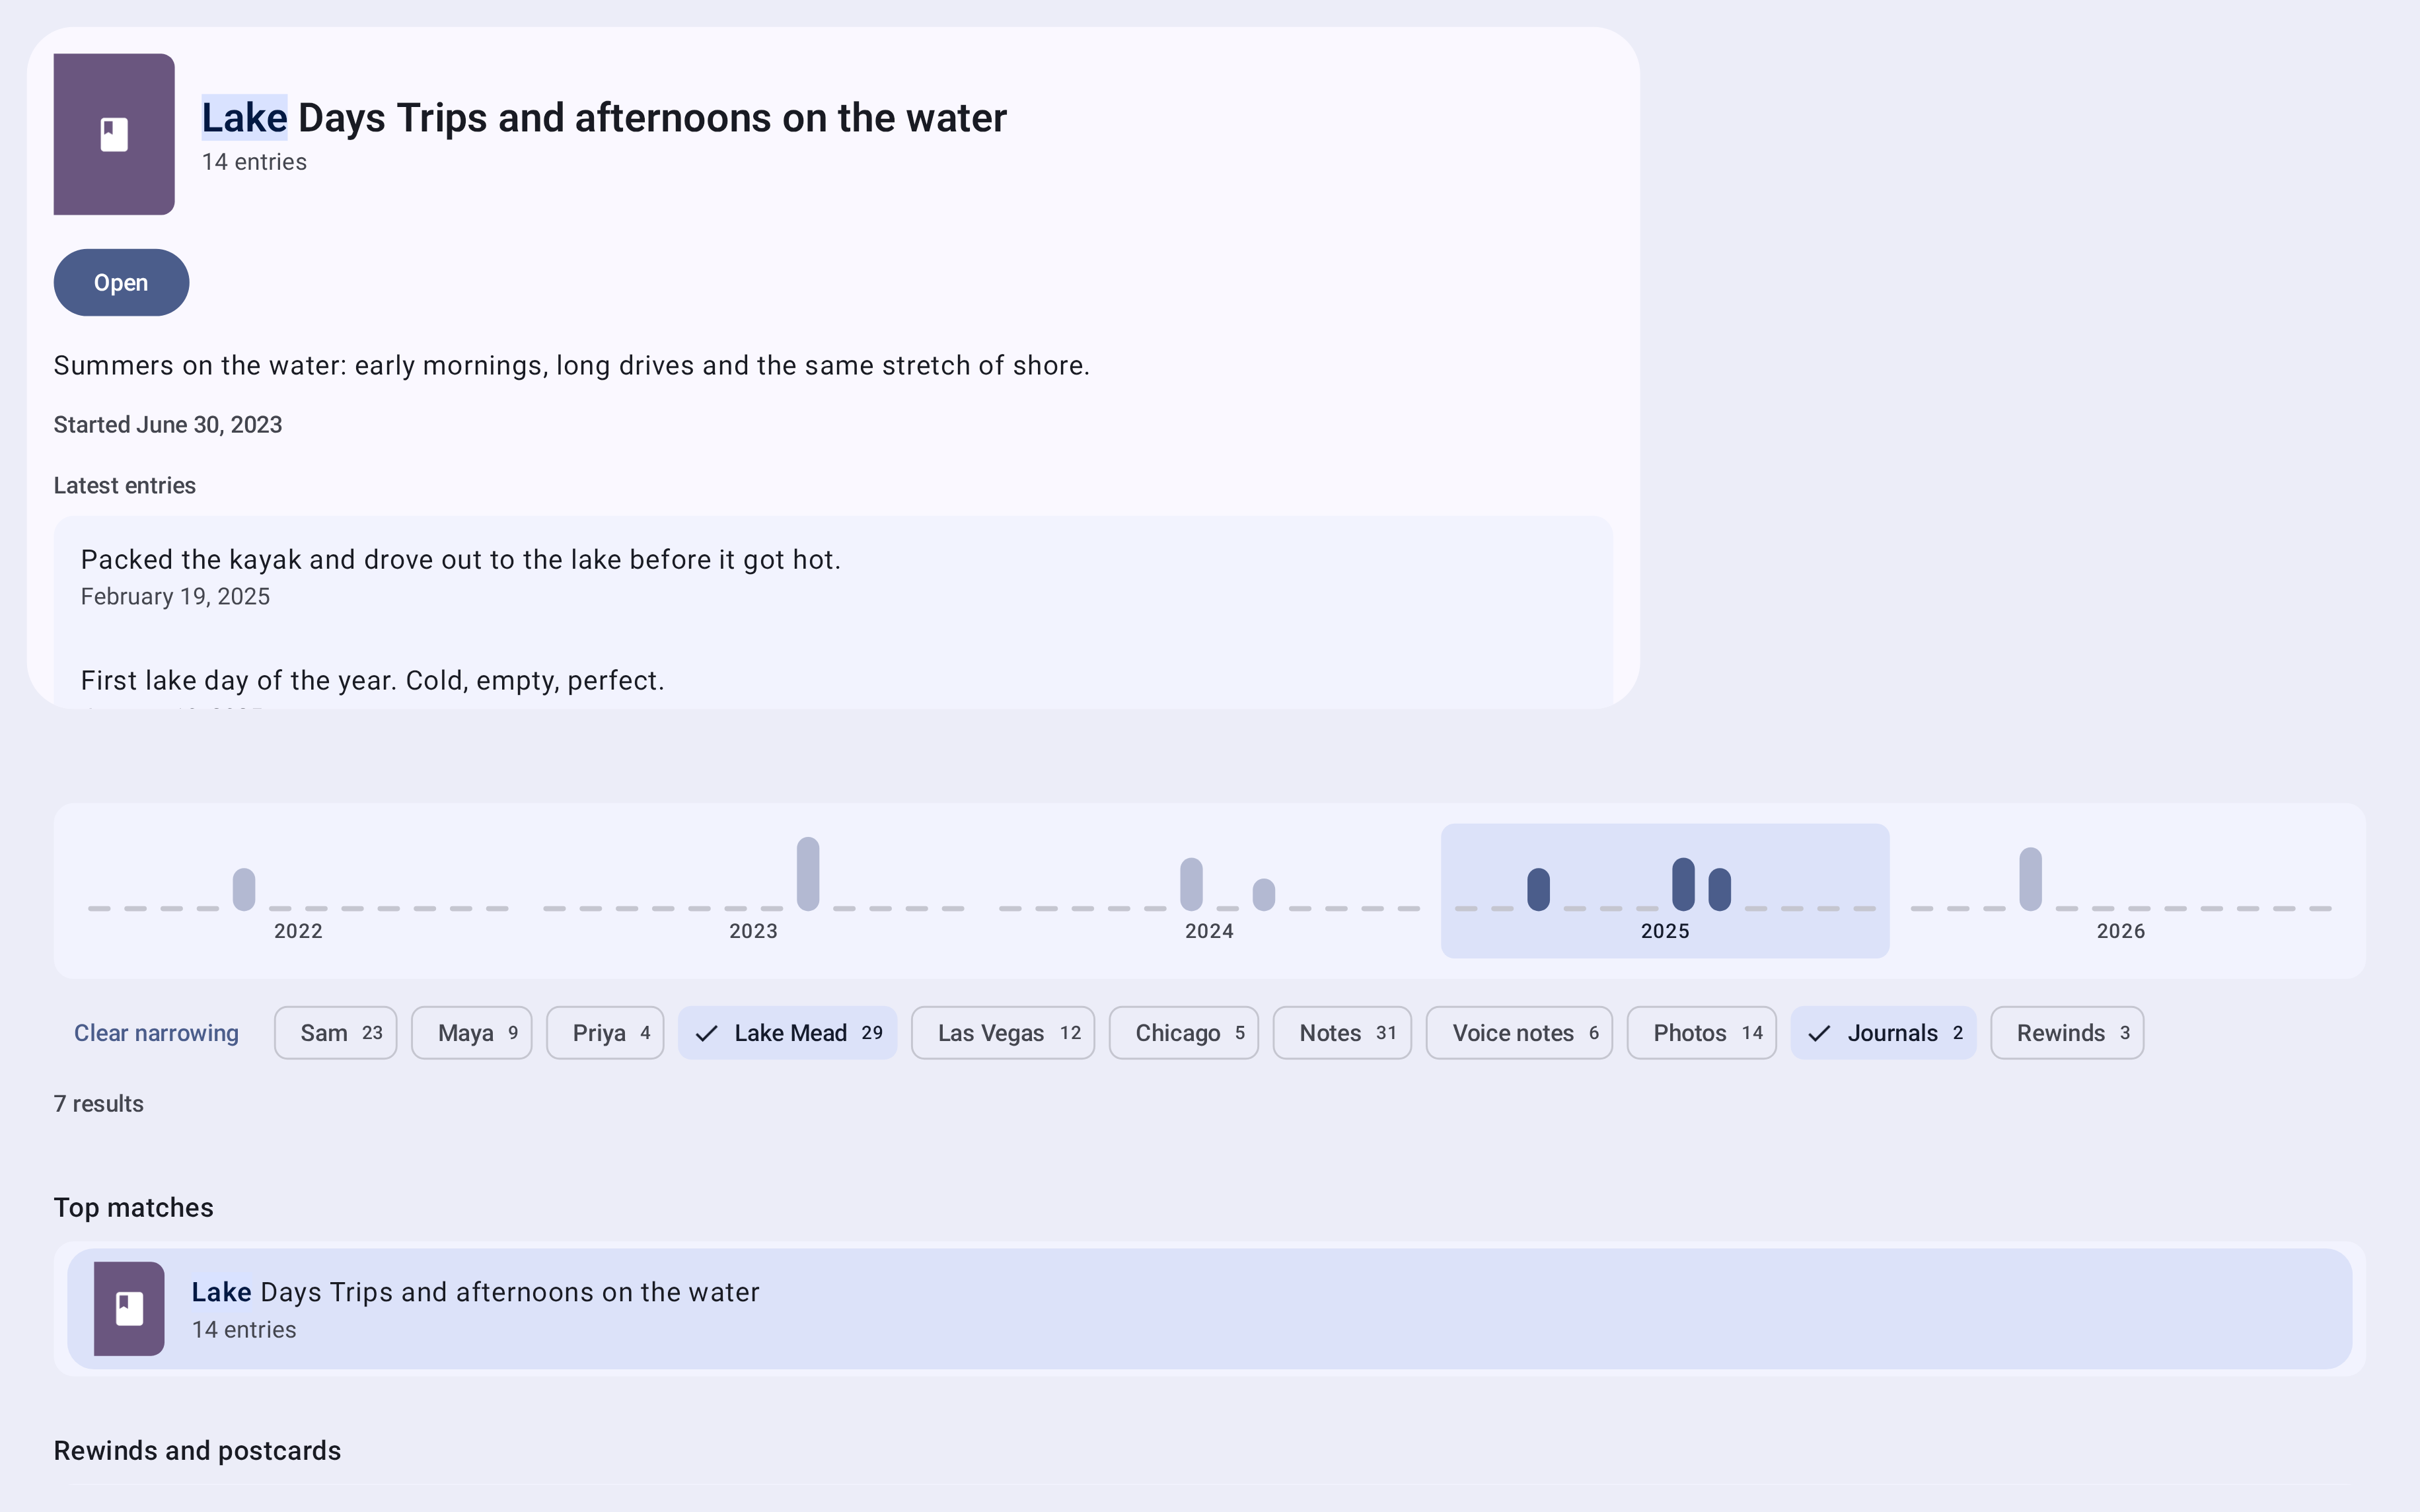 Lake Days Trips and afternoons on the water
14 entries
Open
Summers on the water: early mornings, long drives and the same stretch of shore.
Started June 30, 2023
Latest entries
Packed the kayak and drove out to the lake before it got hot.
February 19, 2025
First lake day of the year. Cold, empty, perfect.
2022
2023
2024
2025
2026
Clear narrowing
Sam 23
Maya 9
Priya 4
Lake Mead 29
Las Vegas 12
Chicago 5
Notes 31
Voice notes 6
Photos 14
Journals 2
Rewinds 3
7 results
Top matches
Lake Days Trips and afternoons on the water
14 entries
Rewinds and postcards